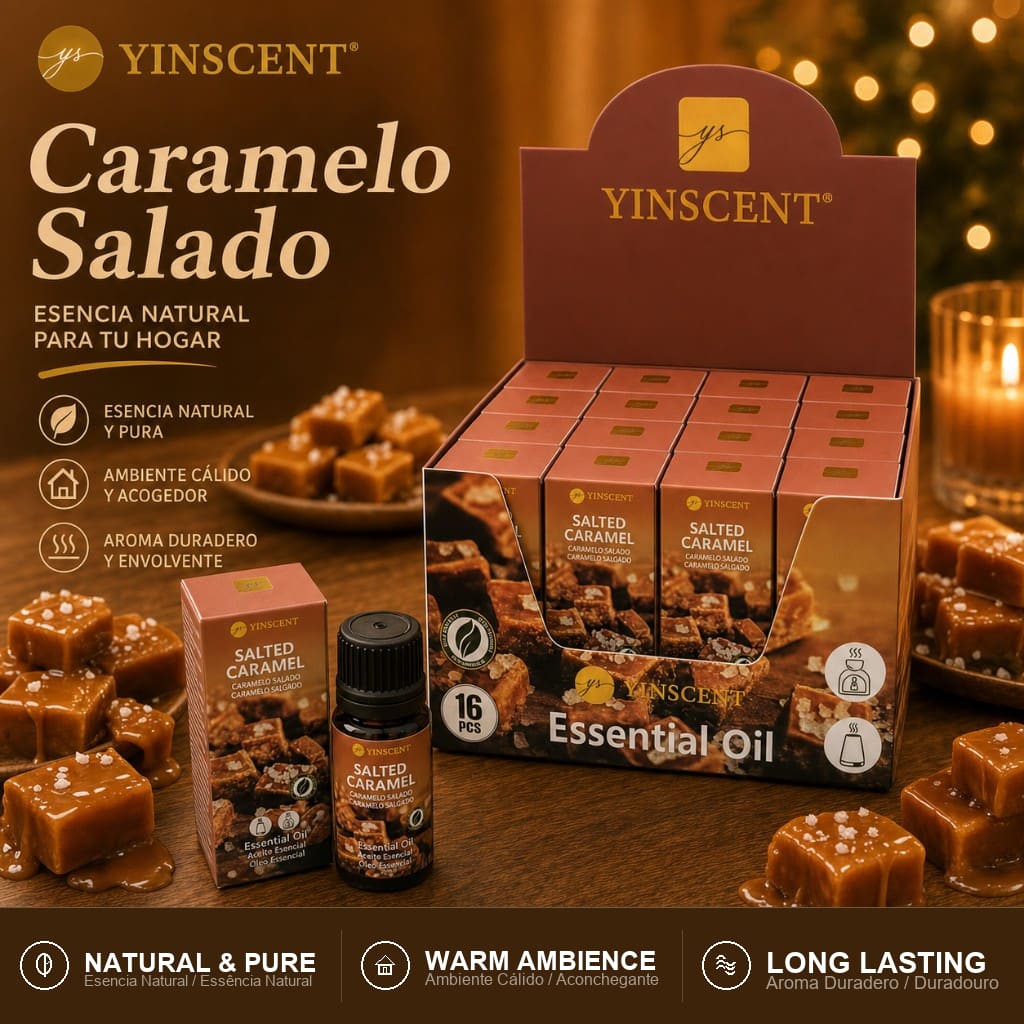 ys YINSCENT®
Caramelo
Salado
ESENCIA NATURAL
PARA TU HOGAR
ESENCIA NATURAL
Y PURA
AMBIENTE CÁLIDO
Y ACOGEDOR
AROMA DURADERO
Y ENVOLVENTE
ys
YINSCENT®
YINSCENT
SALTED
CARAMEL
CARAMELO SALADO
CARAMELO SALGADO
YINSCENT
SALTED
CARAMEL
CARAMELO SALADO
CARAMELO SALGADO
16
PCS
ys YINSCENT
Essential Oil
YINSCENT
SALTED
CARAMEL
CARAMELO SALADO
CARAMELO SALGADO
Essential Oil
Aceite Esencial
Óleo Essencial
YINSCENT
SALTED
CARAMEL
CARAMELO SALADO
CARAMELO SALGADO
Essential Oil
Aceite Esencial
Óleo Essencial
NATURAL & PURE
Esencia Natural / Essência Natural
WARM AMBIENCE
Ambiente Cálido / Aconchegante
LONG LASTING
Aroma Duradero / Duradouro